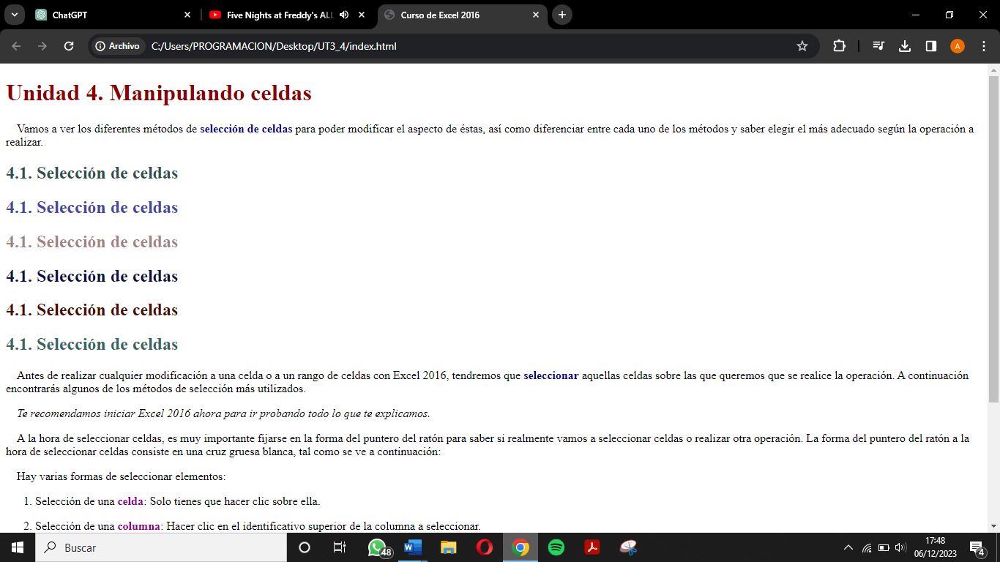 ChatGPT
Five Nights at Freddy's ALL
Curso de Excel 2016
Archivo
C:/Users/PROGRAMACION/Desktop/UT3_4/index.html
A
Unidad 4. Manipulando celdas
Vamos a ver los diferentes métodos de selección de celdas para poder modificar el aspecto de éstas, así como diferenciar entre cada uno de los métodos y saber elegir el más adecuado según la operación a
realizar.
4.1. Selección de celdas
4.1. Selección de celdas
4.1. Selección de celdas
4.1. Selección de celdas
4.1. Selección de celdas
4.1. Selección de celdas
Antes de realizar cualquier modificación a una celda o a un rango de celdas con Excel 2016, tendremos que seleccionar aquellas celdas sobre las que queremos que se realice la operación. A continuación
encontrarás algunos de los métodos de selección más utilizados.
Te recomendamos iniciar Excel 2016 ahora para ir probando todo lo que te explicamos.
A la hora de seleccionar celdas, es muy importante fijarse en la forma del puntero del ratón para saber si realmente vamos a seleccionar celdas o realizar otra operación. La forma del puntero del ratón a la
hora de seleccionar celdas consiste en una cruz gruesa blanca, tal como se ve a continuación:
Hay varias formas de seleccionar elementos:
1. Selección de una celda: Solo tienes que hacer clic sobre ella.
2. Selección de una columna: Hacer clic en el identificativo superior de la columna a seleccionar.
Buscar
48
W
17:48
06/12/2023
4